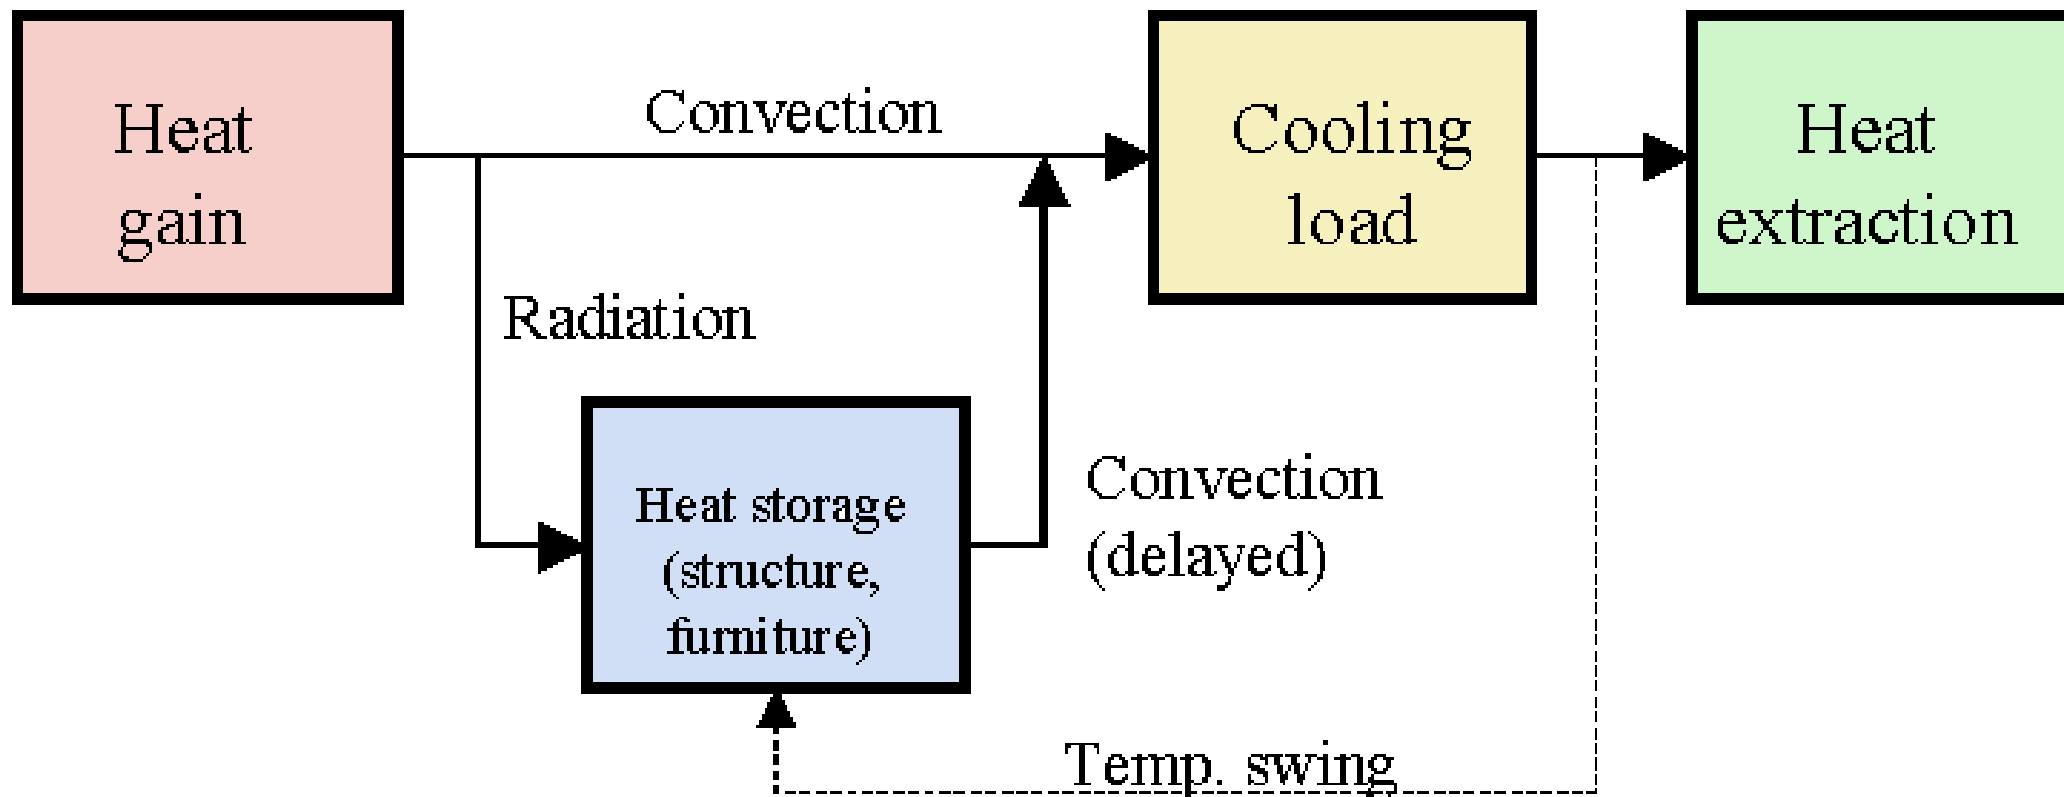 Heat
gain
Convection
Cooling
load
Heat
extraction
Radiation
Heat storage
(structure,
furniture)
Convection
(delayed)
Temp. swing